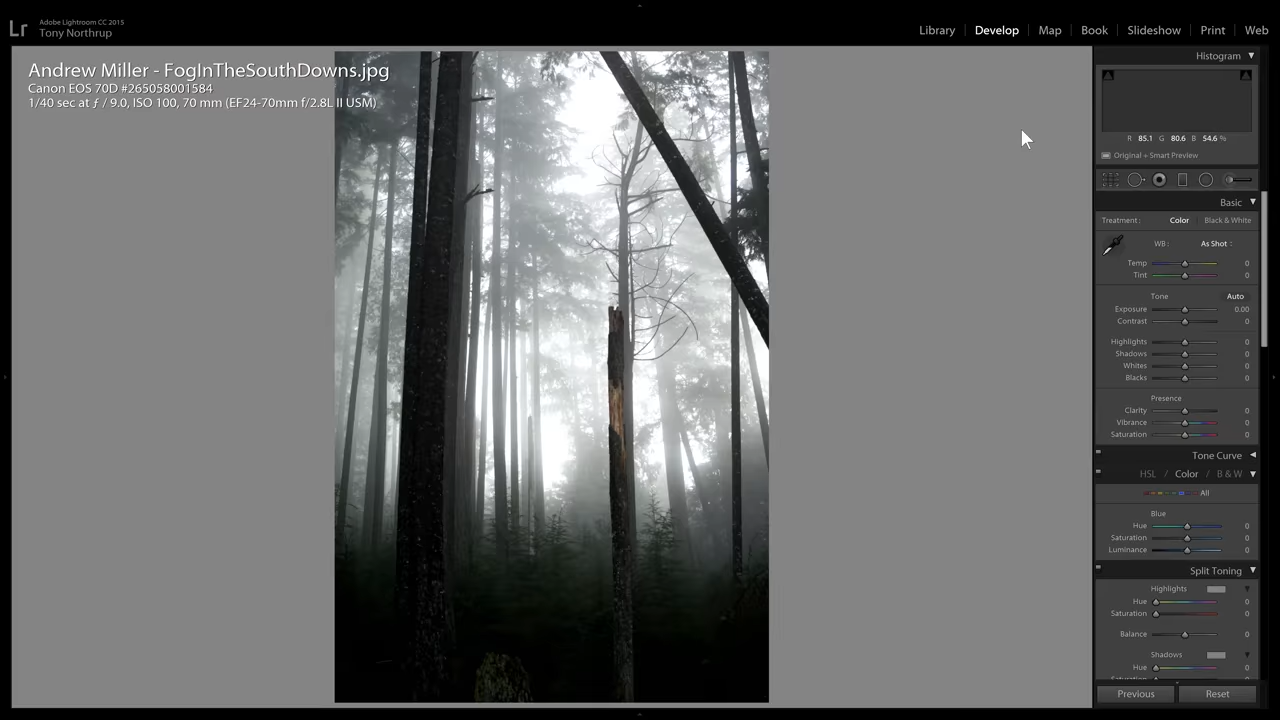 Lr
Adobe Lightroom CC 2015
Tony Northrup
Library | Develop | Map | Book | Slideshow | Print | Web
Andrew Miller - FogInTheSouthDowns.jpg
Canon EOS 70D #265058001584
1/40 sec at ƒ / 9.0, ISO 100, 70 mm (EF24-70mm f/2.8L II USM)
Histogram
R 85.1 G 80.6 B 54.6 %
Original + Smart Preview
Basic
Treatment : Color Black & White
WB : As Shot
Temp 0
Tint 0
Tone Auto
Exposure 0.00
Contrast 0
Highlights 0
Shadows 0
Whites 0
Blacks 0
Presence
Clarity 0
Vibrance 0
Saturation 0
Tone Curve
HSL / Color / B & W
All
Blue
Hue 0
Saturation 0
Luminance 0
Split Toning
Highlights
Hue 0
Saturation 0
Balance 0
Shadows
Hue 0
Previous Reset